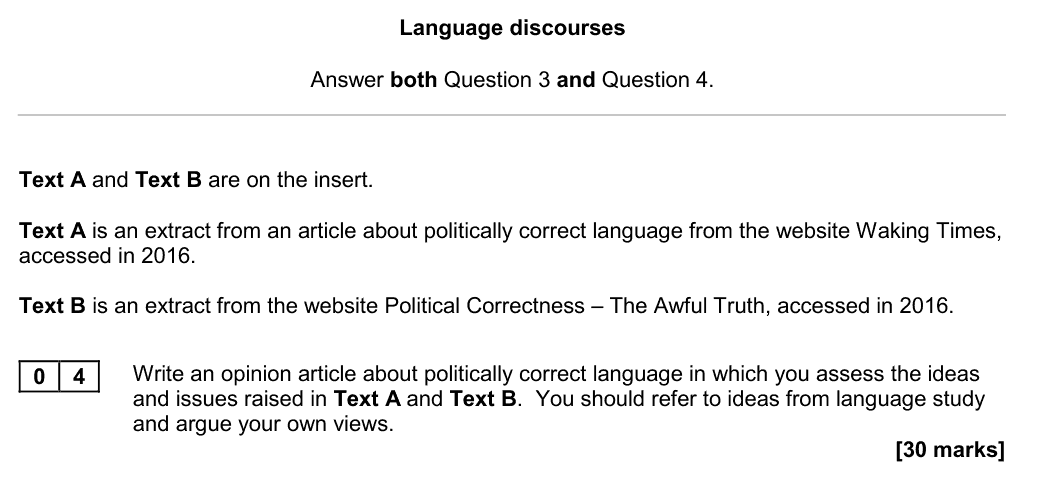 Language discourses
Answer both Question 3 and Question 4.
Text A and Text B are on the insert.
Text A is an extract from an article about politically correct language from the website Waking Times,
accessed in 2016.
Text B is an extract from the website Political Correctness – The Awful Truth, accessed in 2016.
0 4 Write an opinion article about politically correct language in which you assess the ideas
and issues raised in Text A and Text B. You should refer to ideas from language study
and argue your own views.
[30 marks]